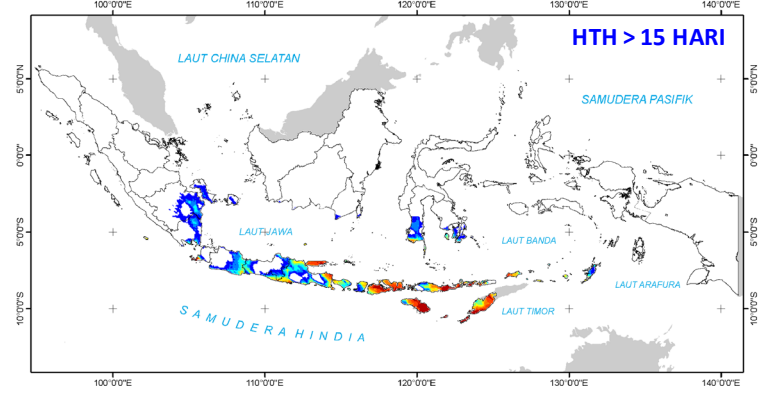 100°0'0"E 110°0'0"E 120°0'0"E 130°0'0"E 140°0'0"E
HTH > 15 HARI
LAUT CHINA SELATAN
5°0'0"N 5°0'0"N
SAMUDERA PASIFIK
0°0'0" 0°0'0"
LAUT JAWA
LAUT BANDA
5°0'0"S 5°0'0"S
LAUT ARAFURA
LAUT TIMOR
10°0'0"S 10°0'0"S
SAMUDERA HINDIA
100°0'0"E 110°0'0"E 120°0'0"E 130°0'0"E 140°0'0"E